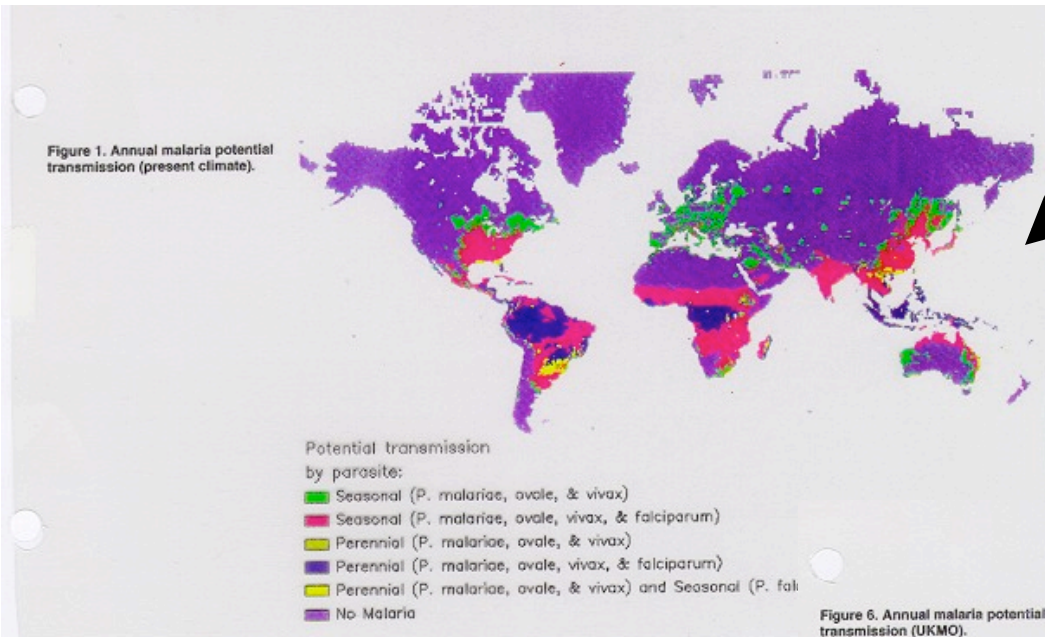 Figure 1. Annual malaria potential
transmission (present climate).
Potential transmission
by parasite:
Seasonal (P. malariae, ovale, & vivax)
Seasonal (P. malariae, ovale, vivax, & falciparum)
Perennial (P. malariae, ovale, & vivax)
Perennial (P. malariae, ovale, vivax, & falciparum)
Perennial (P. malariae, ovale, & vivax) and Seasonal (P. fal
No Malaria
Figure 6. Annual malaria potential
transmission (UKMO).